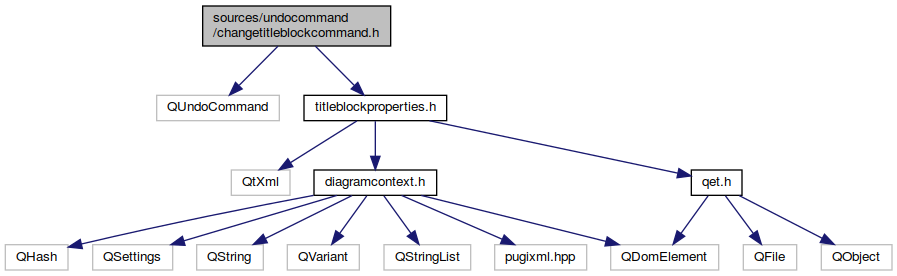 sources/undocommand
/changetitleblockcommand.h
QUndoCommand
titleblockproperties.h
QtXml
diagramcontext.h
qet.h
QHash
QSettings
QString
QVariant
QStringList
pugixml.hpp
QDomElement
QFile
QObject